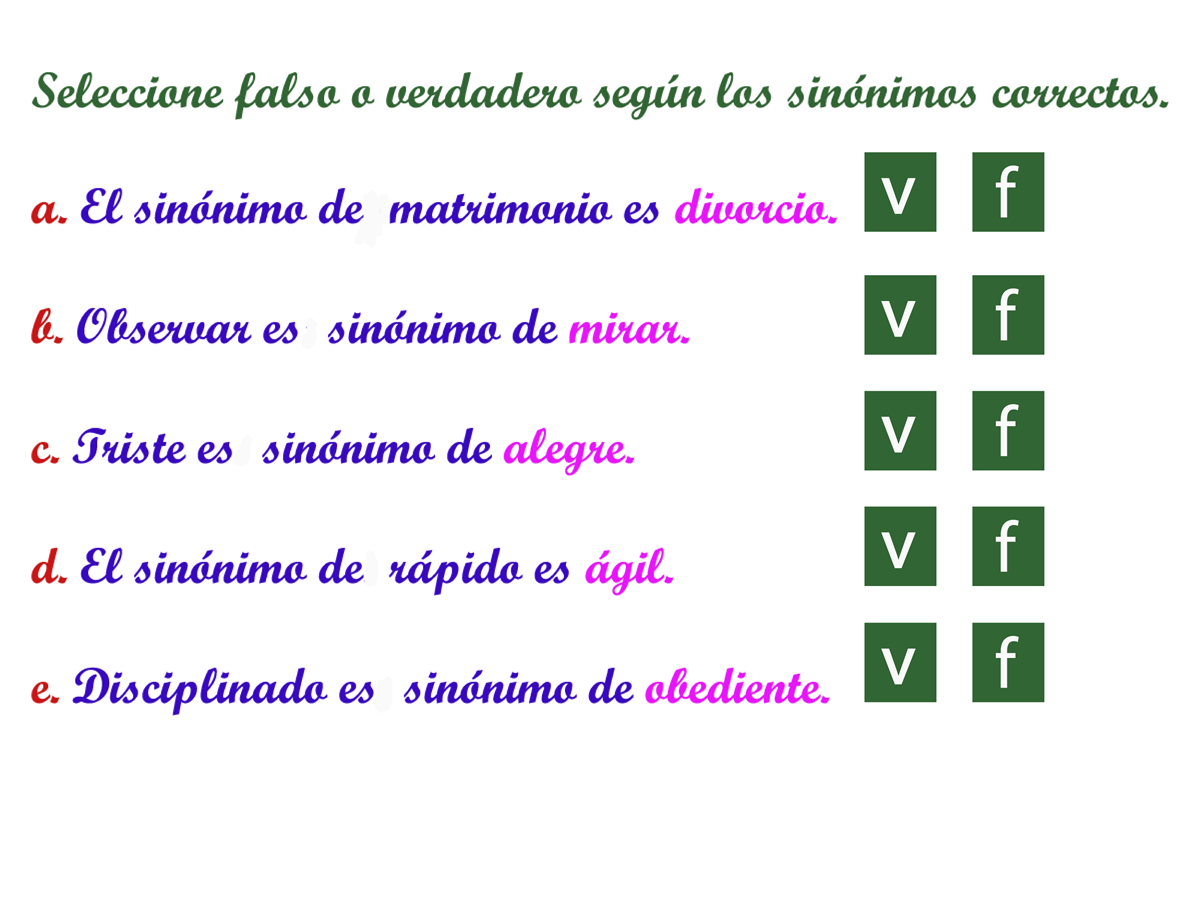 Seleccione falso o verdadero según los sinónimos correctos.
a. El sinónimo de matrimonio es divorcio. v f
b. Observar es sinónimo de mirar. v f
c. Triste es sinónimo de alegre. v f
d. El sinónimo de rápido es ágil. v f
e. Disciplinado es sinónimo de obediente. v f